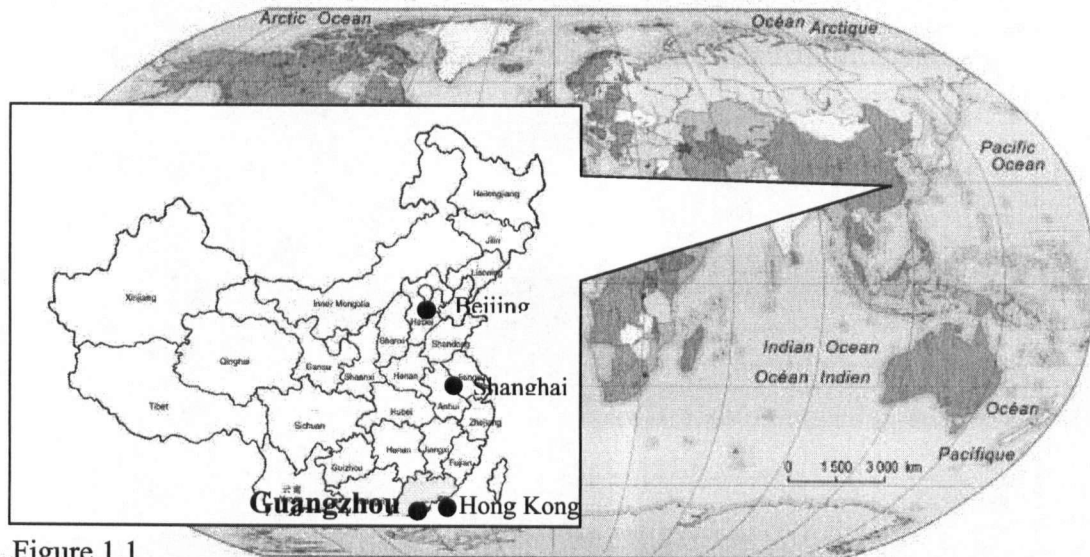 Arctic Ocean
Océan
Arctique
Pacific
Ocean
Heilongjiang
Jilin
Liaoning
Xinjiang
Inner Mongolia
Beijing
Hebei
Shanxi
Shandong
Qinghai
Gansu
Shaanxi
Henan
Jiangsu
Shanghai
Tibet
Hubei
Anhui
Zhejiang
Sichuan
Hunan
Jiangxi
Guizhou
Fujian
云南
Guangzhou
Hong Kong
Indian Ocean
Océan Indien
Océan
Pacifique
0 1 500 3 000 km
Figure 1.1